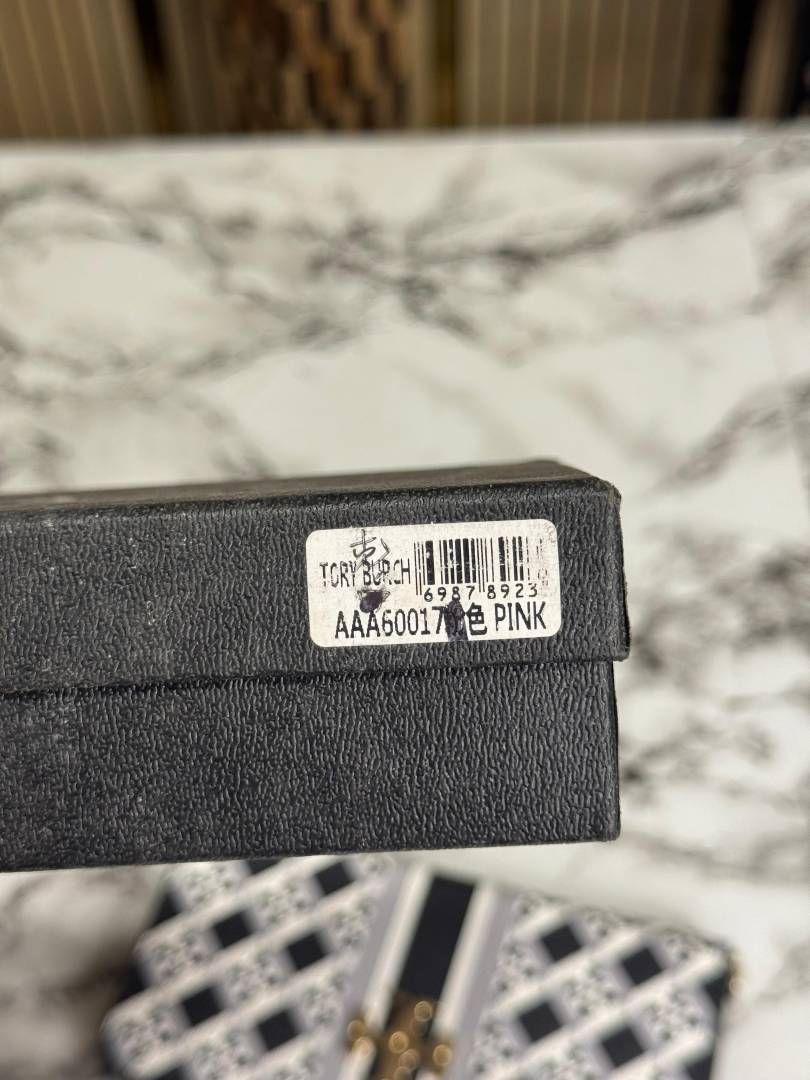 TORY BURCH
6987 8923
AAA60017 色 PINK